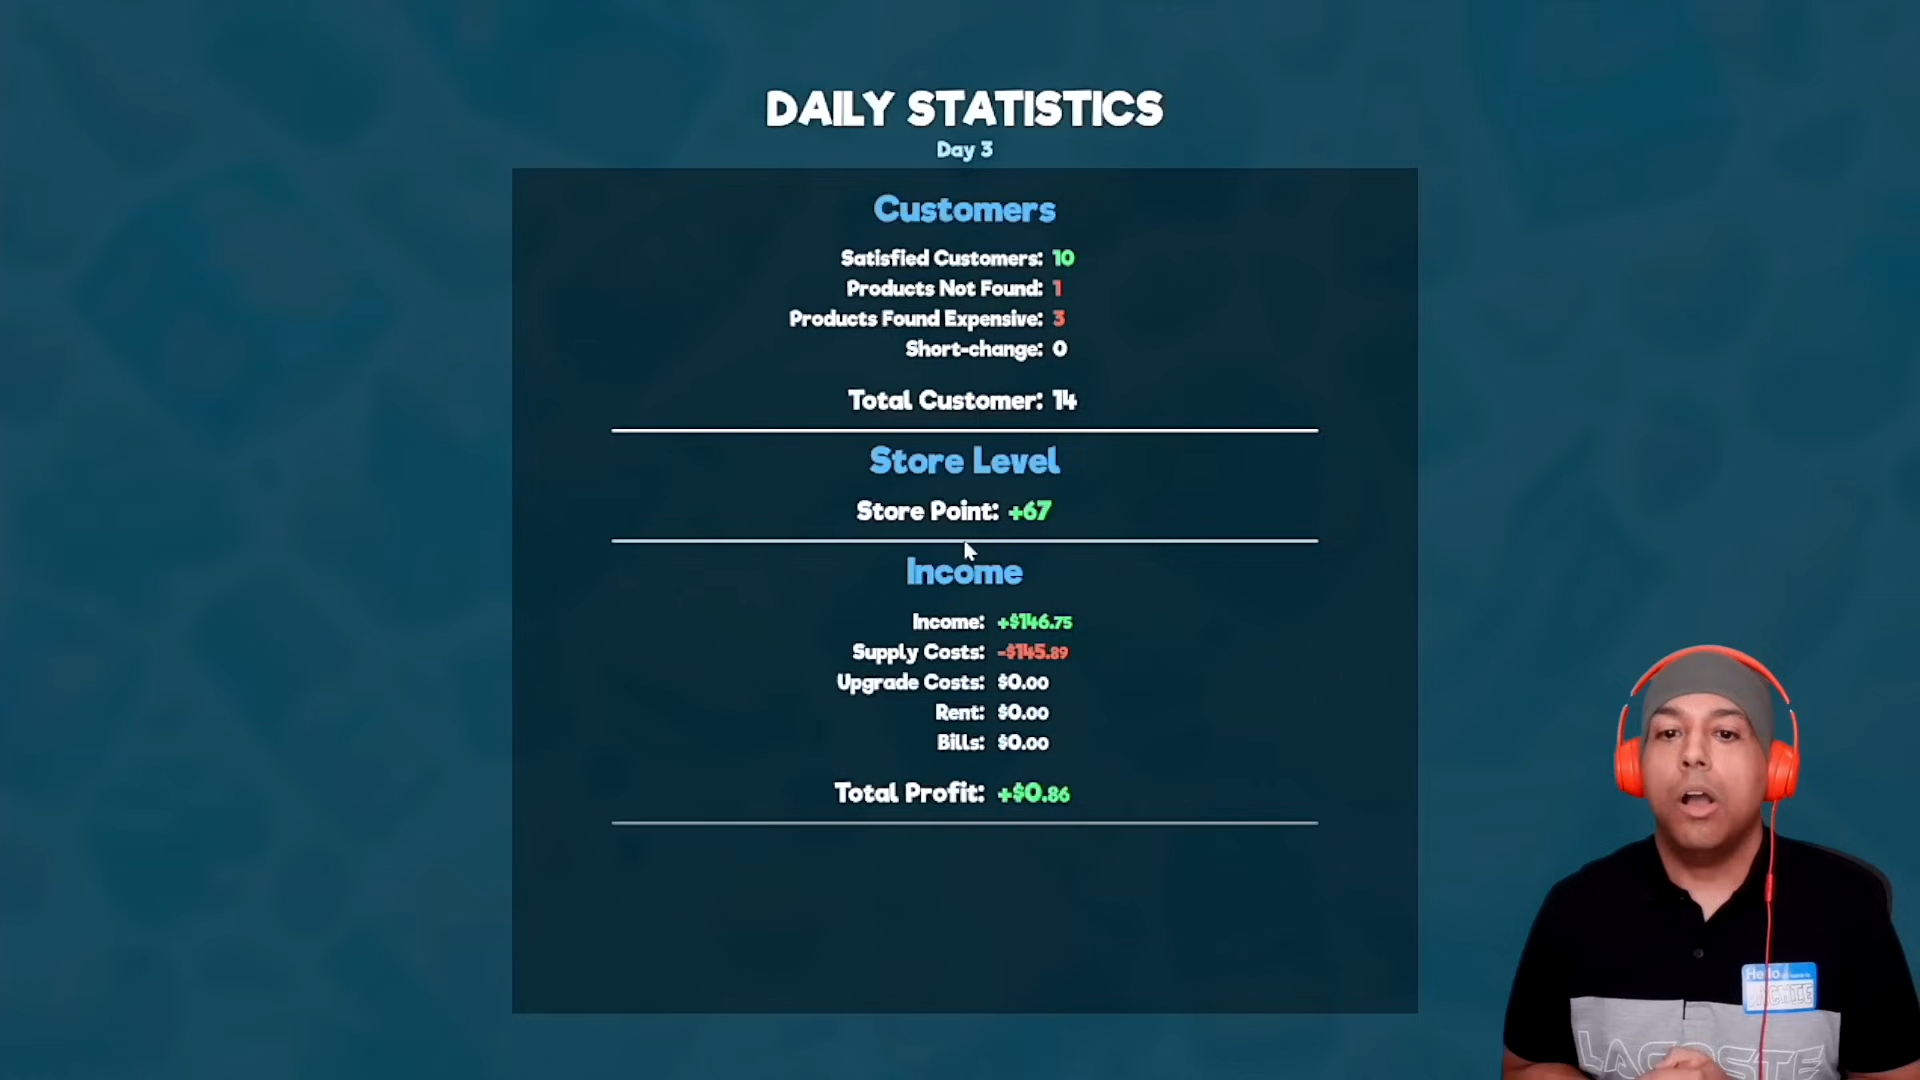 DAILY STATISTICS
Day 3
Customers
Satisfied Customers: 10
Products Not Found: 1
Products Found Expensive: 3
Short-change: 0
Total Customer: 14
Store Level
Store Point: +67
Income
Income: +$146.75
Supply Costs: -$145.89
Upgrade Costs: $0.00
Rent: $0.00
Bills: $0.00
Total Profit: +$0.86
Hello
LACOSTE